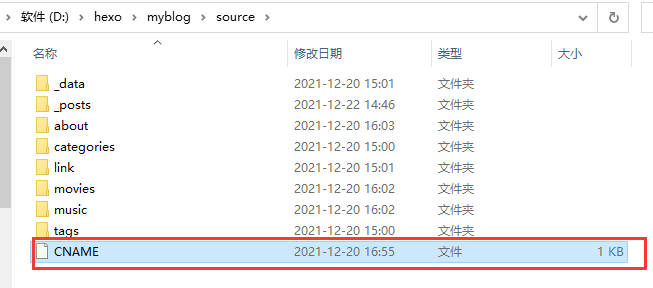 软件 (D:) > hexo > myblog > source >
名称 修改日期 类型 大小
_data 2021-12-20 15:01 文件夹
_posts 2021-12-22 14:46 文件夹
about 2021-12-20 16:03 文件夹
categories 2021-12-20 15:00 文件夹
link 2021-12-20 15:01 文件夹
movies 2021-12-20 16:02 文件夹
music 2021-12-20 16:02 文件夹
tags 2021-12-20 15:00 文件夹
CNAME 2021-12-20 16:55 文件 1 KB